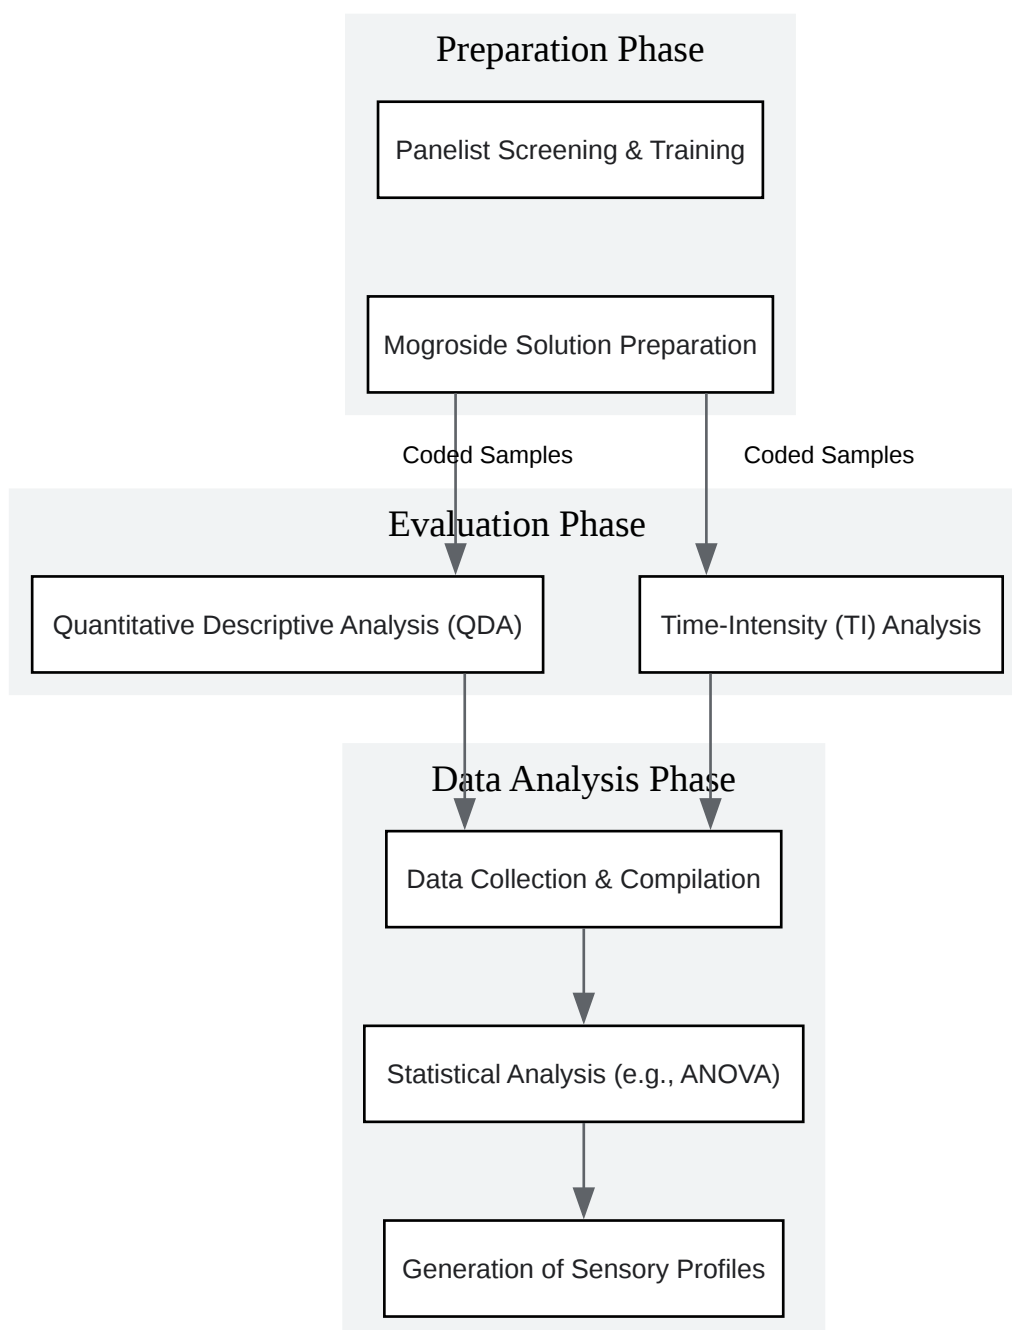 Preparation Phase
Panelist Screening & Training
Mogroside Solution Preparation
Coded Samples
Coded Samples
Evaluation Phase
Quantitative Descriptive Analysis (QDA)
Time-Intensity (TI) Analysis
Data Analysis Phase
Data Collection & Compilation
Statistical Analysis (e.g., ANOVA)
Generation of Sensory Profiles